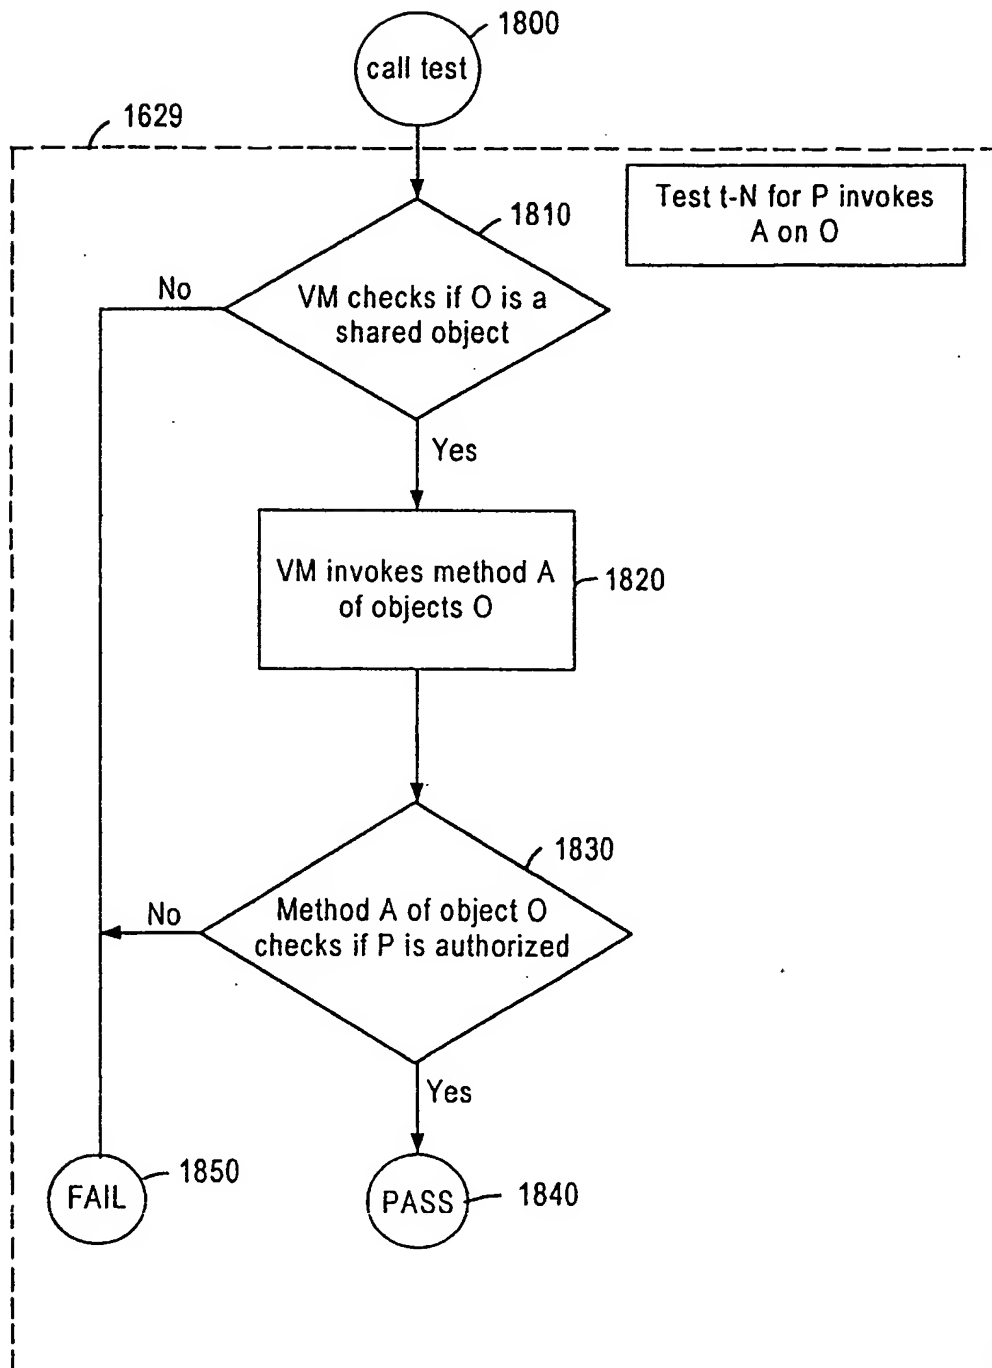 1800
call test
1629
Test t-N for P invokes
A on O
1810
No
VM checks if O is a
shared object
Yes
VM invokes method A
of objects O
1820
1830
No
Method A of object O
checks if P is authorized
Yes
1850
FAIL
PASS
1840